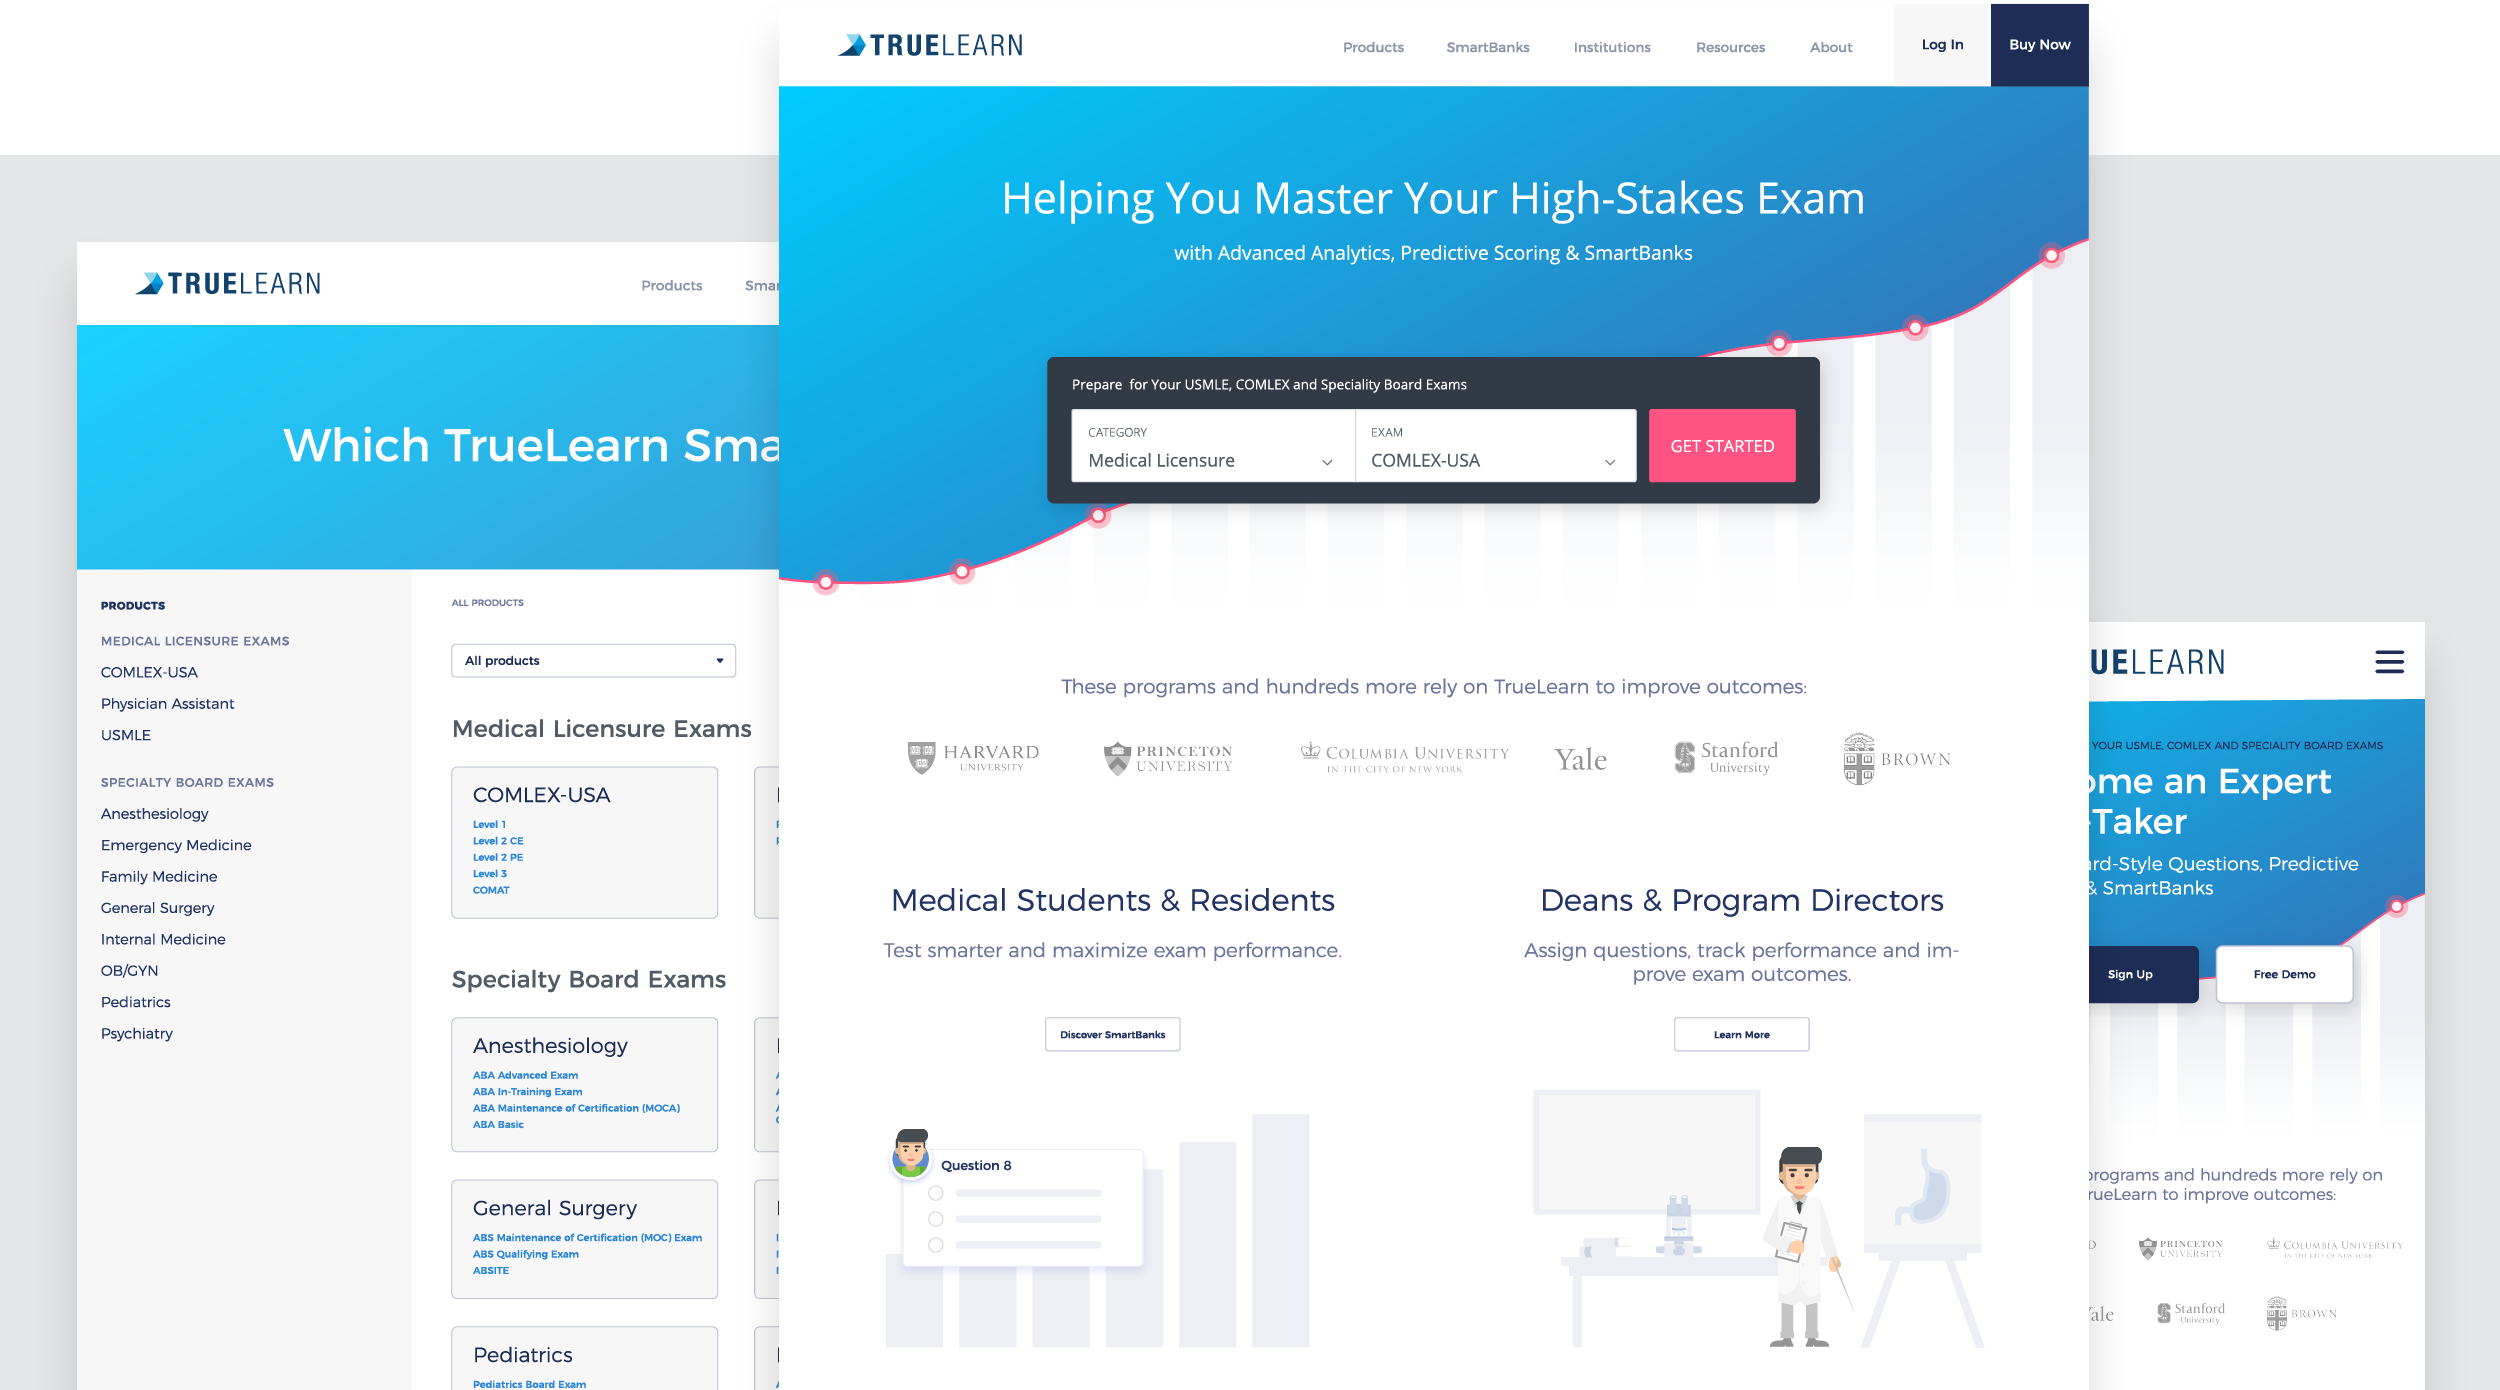 TRUELEARN
Products
Smar
Which TrueLearn Sma
PRODUCTS
MEDICAL LICENSURE EXAMS
COMLEX-USA
Physician Assistant
USMLE
SPECIALTY BOARD EXAMS
Anesthesiology
Emergency Medicine
Family Medicine
General Surgery
Internal Medicine
OB/GYN
Pediatrics
Psychiatry
ALL PRODUCTS
All products
Medical Licensure Exams
COMLEX-USA
Level 1
Level 2 CE
Level 2 PE
Level 3
COMAT
Specialty Board Exams
Anesthesiology
ABA Advanced Exam
ABA In-Training Exam
ABA Maintenance of Certification (MOCA)
ABA Basic
General Surgery
ABS Maintenance of Certification (MOC) Exam
ABS Qualifying Exam
ABSITE
Pediatrics
Pediatrics Board Exam
TRUELEARN
Products
SmartBanks
Institutions
Resources
About
Log In
Buy Now
Helping You Master Your High-Stakes Exam
with Advanced Analytics, Predictive Scoring & SmartBanks
Prepare for Your USMLE, COMLEX and Speciality Board Exams
CATEGORY
Medical Licensure
EXAM
COMLEX-USA
GET STARTED
These programs and hundreds more rely on TrueLearn to improve outcomes:
HARVARD
UNIVERSITY
PRINCETON
UNIVERSITY
COLUMBIA UNIVERSITY
IN THE CITY OF NEW YORK
Yale
Stanford
University
BROWN
Medical Students & Residents
Test smarter and maximize exam performance.
Discover SmartBanks
Question 8
Deans & Program Directors
Assign questions, track performance and im-
prove exam outcomes.
Learn More
UELEARN
YOUR USMLE, COMLEX AND SPECIALITY BOARD EXAMS
ome an Expert
-Taker
rd-Style Questions, Predictive
& SmartBanks
Sign Up
Free Demo
programs and hundreds more rely on
rueLearn to improve outcomes:
D
PRINCETON
UNIVERSITY
COLUMBIA UNIVERSITY
IN THE CITY OF NEW YORK
ale
Stanford
University
BROWN